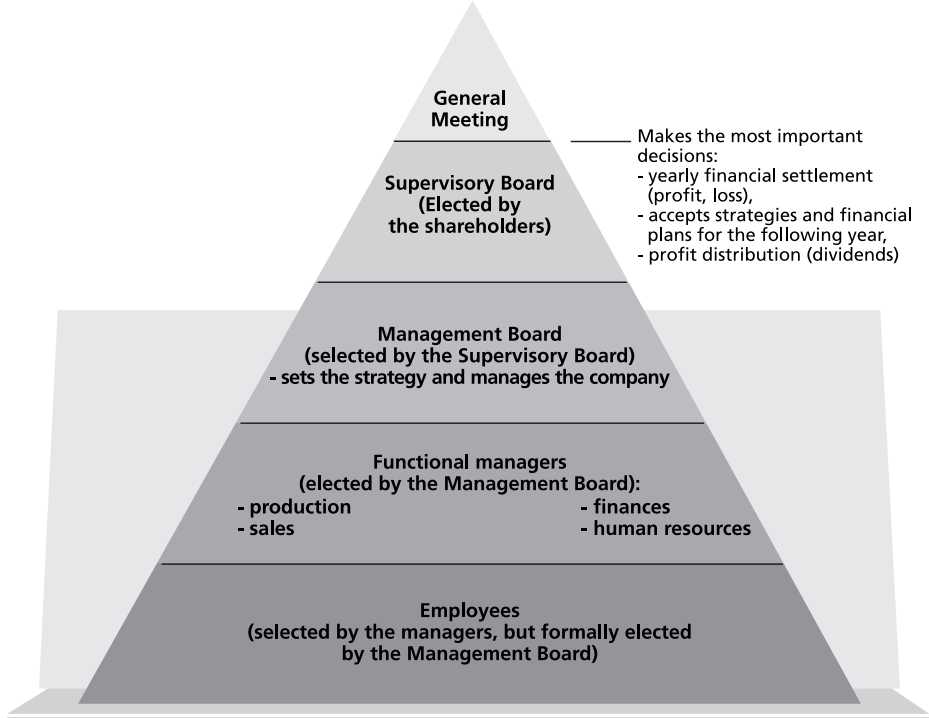 General
Meeting
Makes the most important
decisions:
- yearly financial settlement
(profit, loss),
- accepts strategies and financial
plans for the following year,
- profit distribution (dividends)
Supervisory Board
(Elected by
the shareholders)
Management Board
(selected by the Supervisory Board)
- sets the strategy and manages the company
Functional managers
(elected by the Management Board):
- production
- sales
- finances
- human resources
Employees
(selected by the managers, but formally elected
by the Management Board)